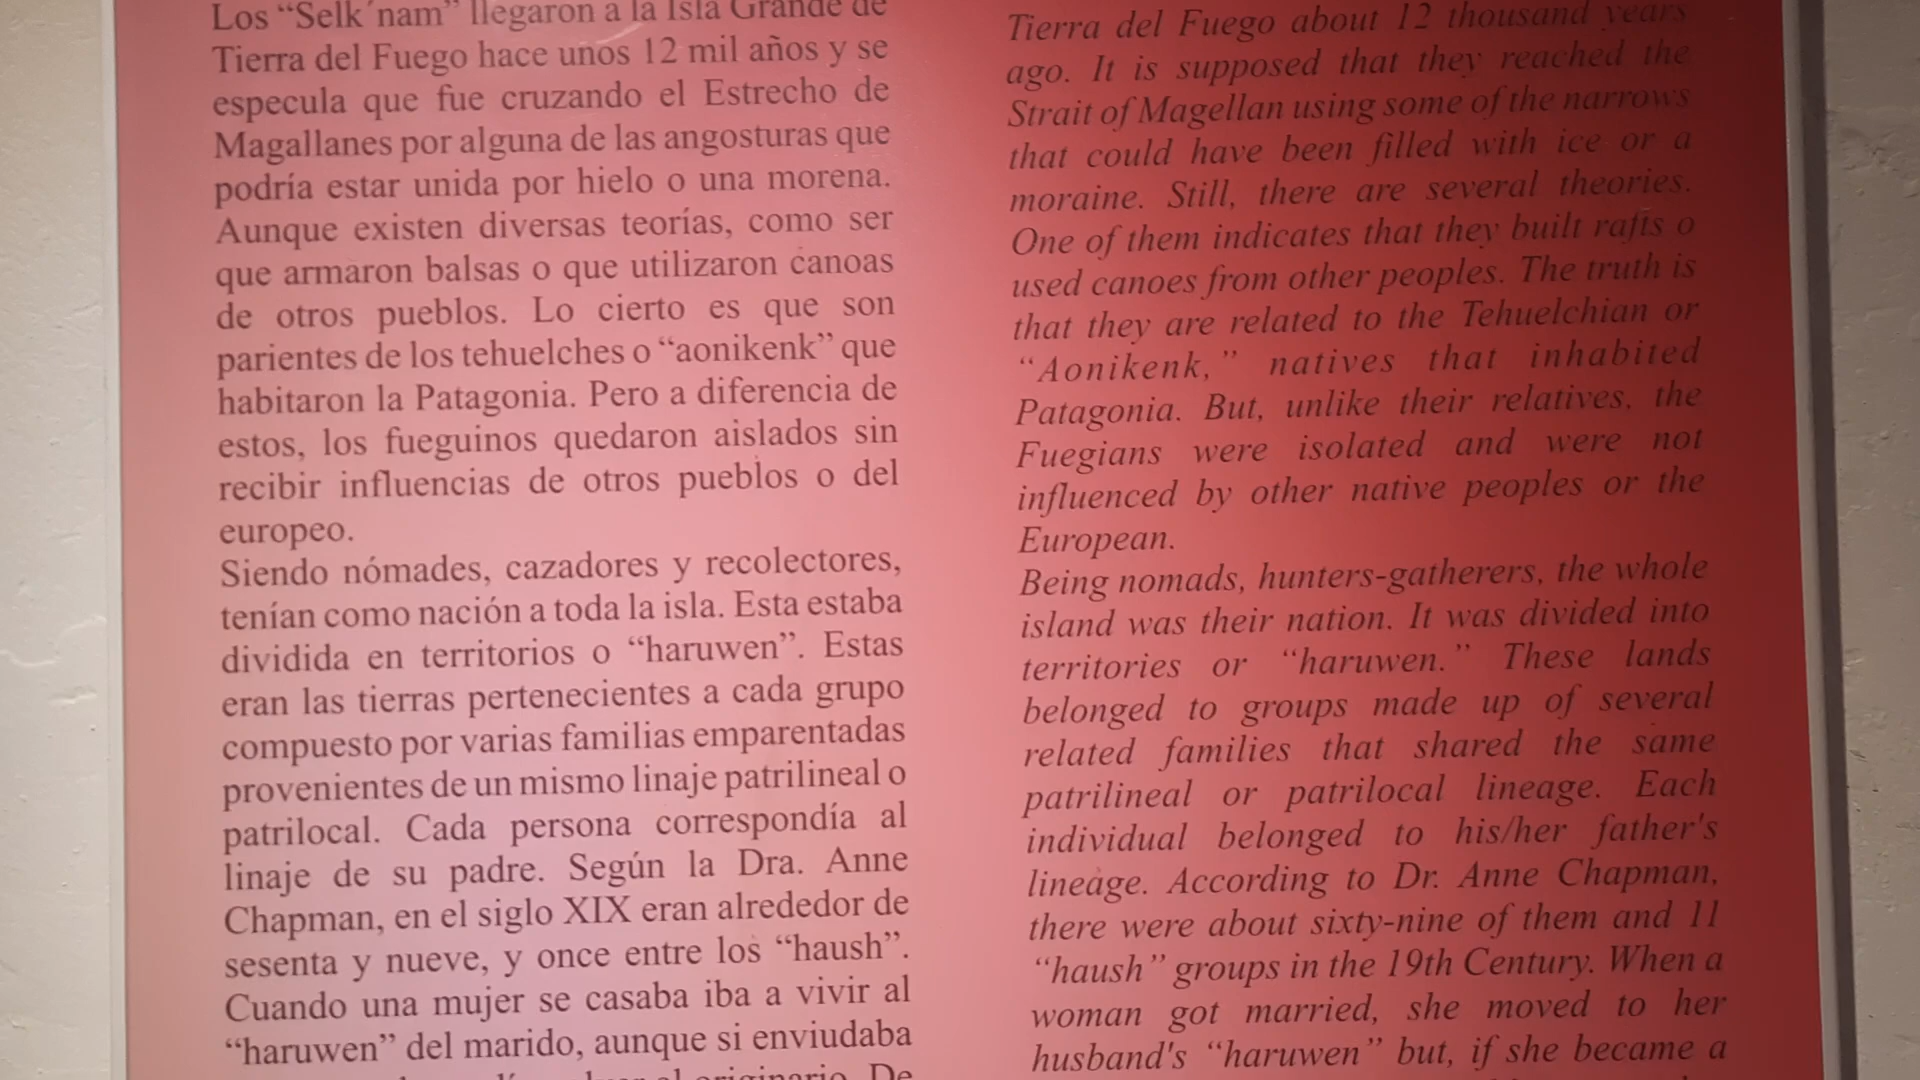 Los “Selk´nam” llegaron a la Isla Grande de
Tierra del Fuego hace unos 12 mil años y se
especula que fue cruzando el Estrecho de
Magallanes por alguna de las angosturas que
podría estar unida por hielo o una morena.
Aunque existen diversas teorías, como ser
que armaron balsas o que utilizaron canoas
de otros pueblos. Lo cierto es que son
parientes de los tehuelches o “aonikenk” que
habitaron la Patagonia. Pero a diferencia de
estos, los fueguinos quedaron aislados sin
recibir influencias de otros pueblos o del
europeo.
Siendo nómades, cazadores y recolectores,
tenían como nación a toda la isla. Esta estaba
dividida en territorios o “haruwen”. Estas
eran las tierras pertenecientes a cada grupo
compuesto por varias familias emparentadas
provenientes de un mismo linaje patrilineal o
patrilocal. Cada persona correspondía al
linaje de su padre. Según la Dra. Anne
Chapman, en el siglo XIX eran alrededor de
sesenta y nueve, y once entre los “haush”.
Cuando una mujer se casaba iba a vivir al
“haruwen” del marido, aunque si enviudaba
al originario. De
Tierra del Fuego about 12 thousand years
ago. It is supposed that they reached the
Strait of Magellan using some of the narrows
that could have been filled with ice or a
moraine. Still, there are several theories.
One of them indicates that they built rafts o
used canoes from other peoples. The truth is
that they are related to the Tehuelchian or
“Aonikenk,” natives that inhabited
Patagonia. But, unlike their relatives, the
Fuegians were isolated and were not
influenced by other native peoples or the
European.
Being nomads, hunters-gatherers, the whole
island was their nation. It was divided into
territories or “haruwen.” These lands
belonged to groups made up of several
related families that shared the same
patrilineal or patrilocal lineage. Each
individual belonged to his/her father's
lineage. According to Dr. Anne Chapman,
there were about sixty-nine of them and 11
“haush” groups in the 19th Century. When a
woman got married, she moved to her
husband's “haruwen” but, if she became a